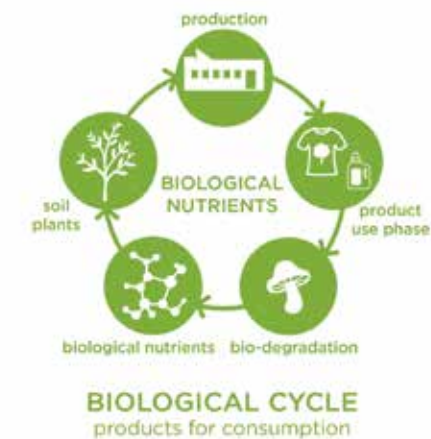 production
BIOLOGICAL
NUTRIENTS
soil
plants
product
use phase
biological nutrients
bio-degradation
BIOLOGICAL CYCLE
products for consumption